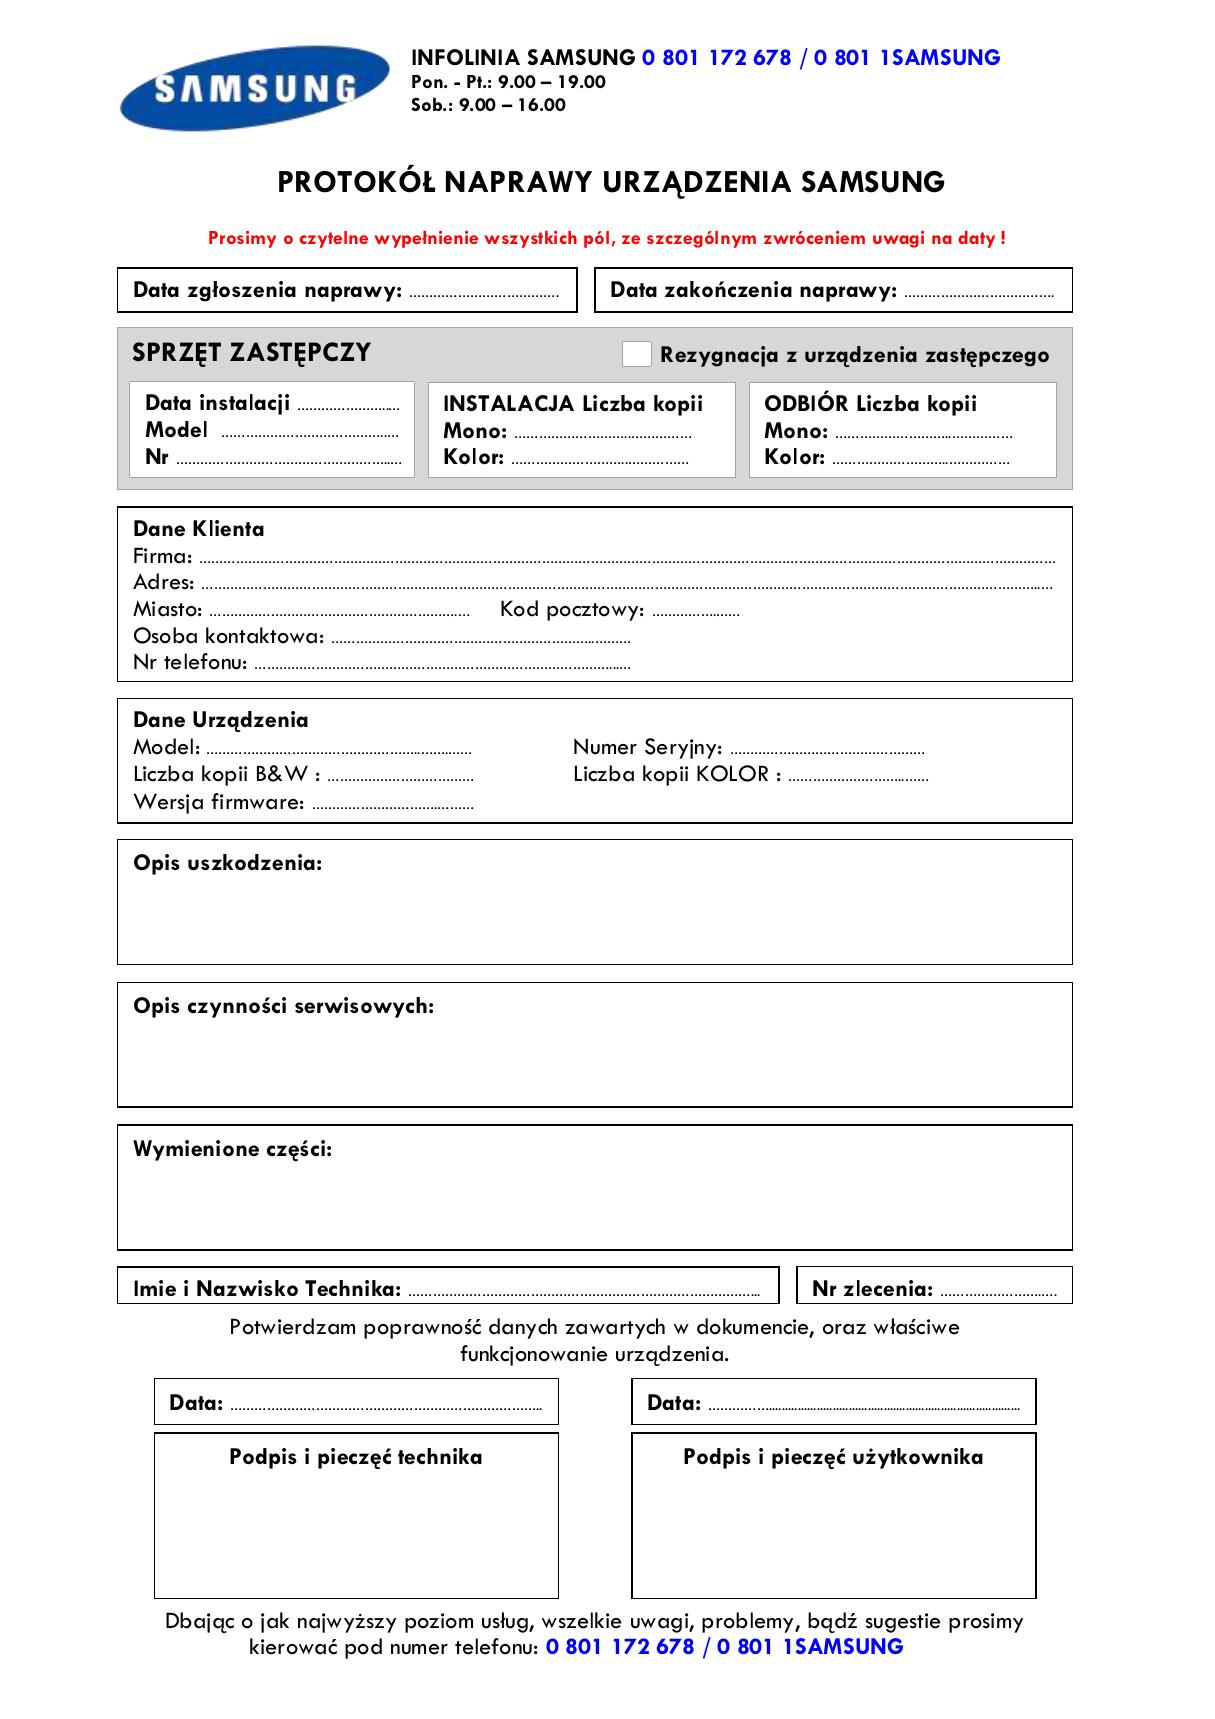 SAMSUNG
INFOLINIA SAMSUNG 0 801 172 678 / 0 801 1SAMSUNG
Pon. - Pt.: 9.00 – 19.00
Sob.: 9.00 – 16.00
PROTOKÓŁ NAPRAWY URZĄDZENIA SAMSUNG
Prosimy o czytelne wypełnienie wszystkich pól, ze szczególnym zwróceniem uwagi na daty !
Data zgłoszenia naprawy: ..................................... Data zakończenia naprawy: .....................................
SPRZĘT ZASTĘPCZY Rezygnacja z urządzenia zastępczego
Data instalacji .........................
Model ............................................
Nr ........................................................
INSTALACJA Liczba kopii
Mono: ............................................
Kolor: ............................................
ODBIÓR Liczba kopii
Mono: ............................................
Kolor: ............................................
Dane Klienta
Firma: ....................................................................................................
Adres: ....................................................................................................
Miasto: ................................................................ Kod pocztowy: ......................
Osoba kontaktowa: ..........................................................................
Nr telefonu: ............................................................................................
Dane Urządzenia
Model: ................................................................. Numer Seryjny: ................................................
Liczba kopii B&W : .................................... Liczba kopii KOLOR : ..................................
Wersja firmware: ........................................
Opis uszkodzenia:
Opis czynności serwisowych:
Wymienione części:
Imie i Nazwisko Technika: ...................................................................................... Nr zlecenia: .............................
Potwierdzam poprawność danych zawartych w dokumencie, oraz właściwe
funkcjonowanie urządzenia.
Data: ............................................................................. Data: .............................................................................
Podpis i pieczęć technika Podpis i pieczęć użytkownika
Dbając o jak najwyższy poziom usług, wszelkie uwagi, problemy, bądź sugestie prosimy
kierować pod numer telefonu: 0 801 172 678 / 0 801 1SAMSUNG